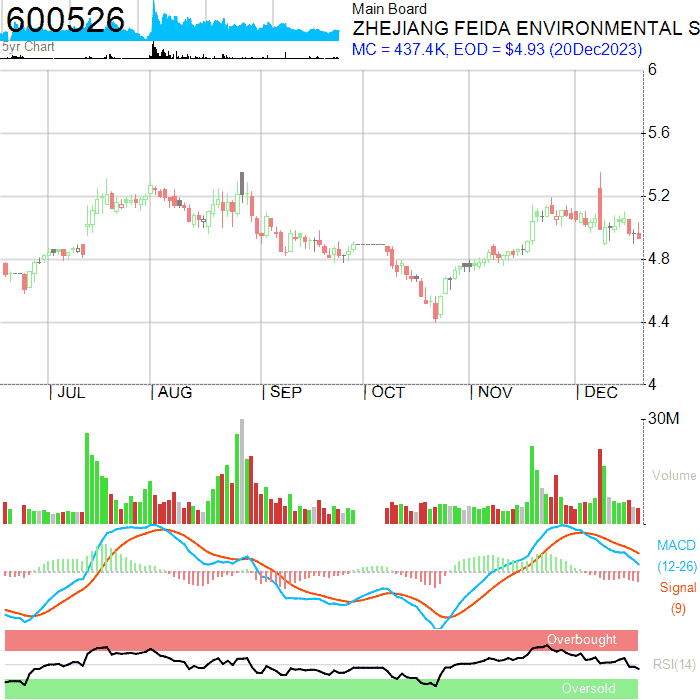 600526
5yr Chart
Main Board
ZHEJIANG FEIDA ENVIRONMENTAL S
MC = 437.4K, EOD = $4.93 (20Dec2023)
6
5.6
5.2
4.8
4.4
4
JUL
AUG
SEP
OCT
NOV
DEC
30M
Volume
MACD
(12-26)
Signal
(9)
Overbought
RSI(14)
Oversold